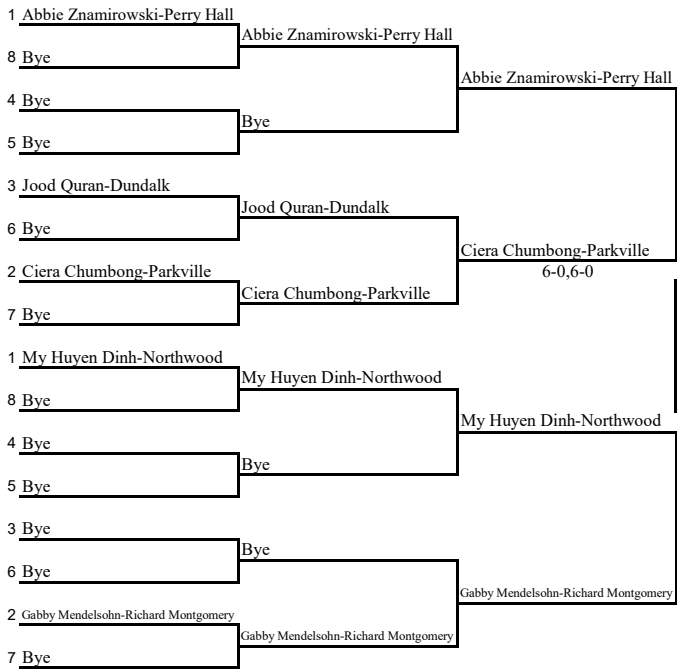 1 Abbie Znamirowski-Perry Hall
Abbie Znamirowski-Perry Hall
8 Bye
Abbie Znamirowski-Perry Hall
4 Bye
Bye
5 Bye
3 Jood Quran-Dundalk
Jood Quran-Dundalk
6 Bye
Ciera Chumbong-Parkville
6-0,6-0
2 Ciera Chumbong-Parkville
Ciera Chumbong-Parkville
7 Bye
1 My Huyen Dinh-Northwood
My Huyen Dinh-Northwood
8 Bye
My Huyen Dinh-Northwood
4 Bye
Bye
5 Bye
3 Bye
Bye
6 Bye
Gabby Mendelsohn-Richard Montgomery
2 Gabby Mendelsohn-Richard Montgomery
Gabby Mendelsohn-Richard Montgomery
7 Bye